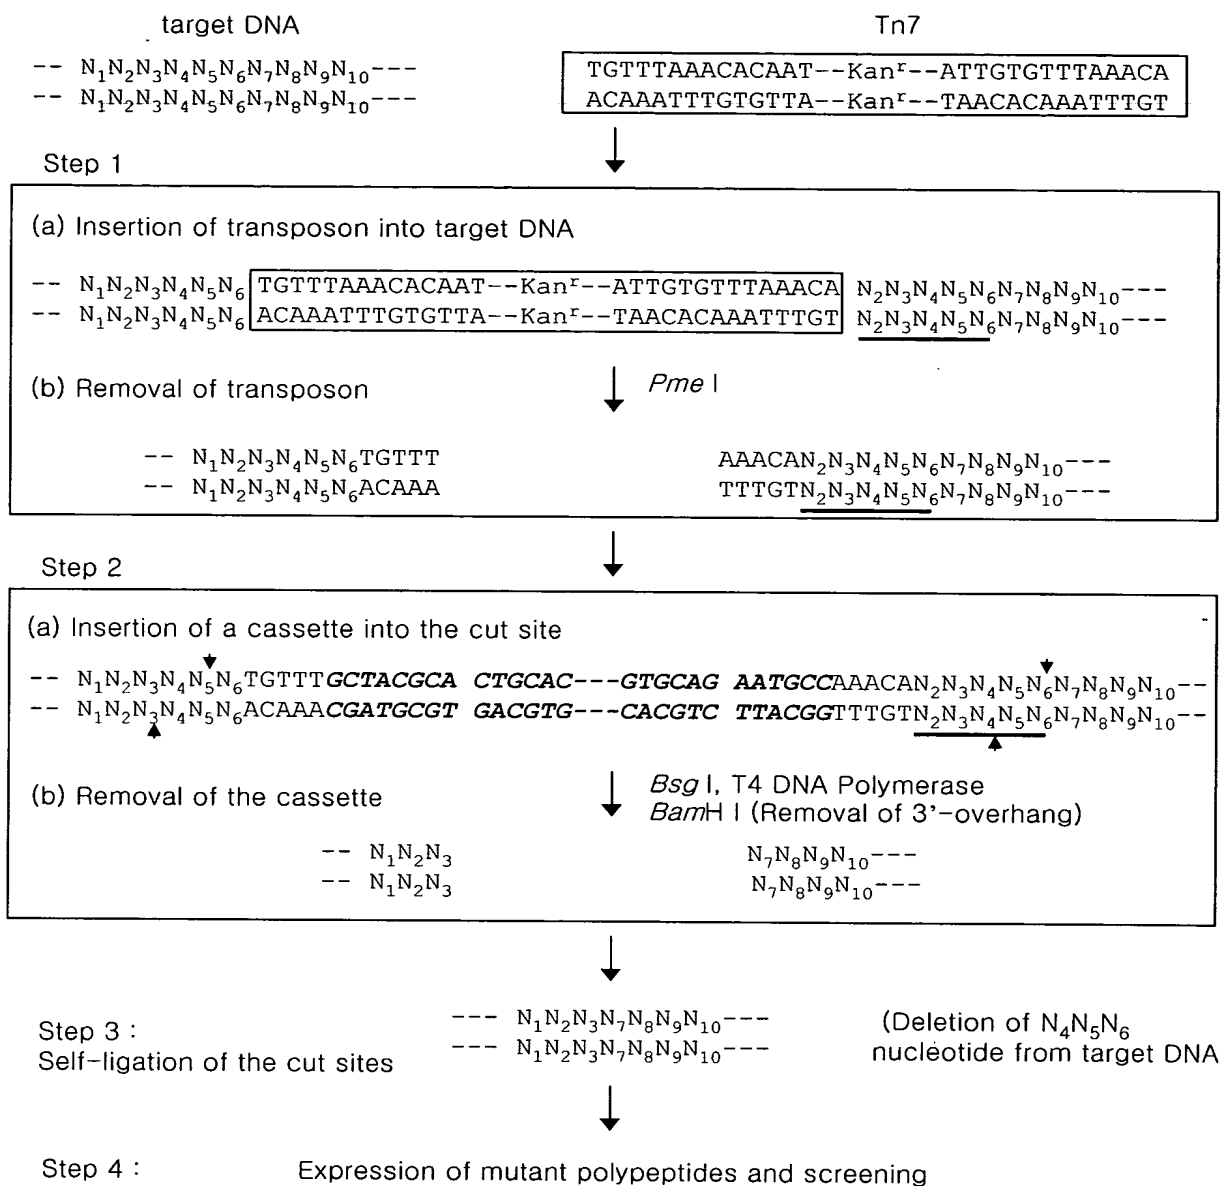 target DNA
Tn7
-- N1N2N3N4N5N6N7N8N9N10---
-- N1N2N3N4N5N6N7N8N9N10---
TGTTTAAACACAAT--Kanr--ATTGTGTTTAAACA
ACAAATTTGTGTTA--Kanr--TAACACAAATTTGT
Step 1
(a) Insertion of transposon into target DNA
-- N1N2N3N4N5N6 TGTTTAAACACAAT--Kanr--ATTGTGTTTAAACA N2N3N4N5N6N7N8N9N10---
-- N1N2N3N4N5N6 ACAAATTTGTGTTA--Kanr--TAACACAAATTTGT N2N3N4N5N6N7N8N9N10---
(b) Removal of transposon
Pme I
-- N1N2N3N4N5N6TGTTT
AAACAN2N3N4N5N6N7N8N9N10---
-- N1N2N3N4N5N6ACAAA
TTTGTN2N3N4N5N6N7N8N9N10---
Step 2
(a) Insertion of a cassette into the cut site
-- N1N2N3N4N5N6TGTTTGCTACGCA CTGCAC---GTGCAG AATGCCAAACAN2N3N4N5N6N7N8N9N10--
-- N1N2N3N4N5N6ACAAACGATGCGT GACGTG---CACGTC TTACGGTTTGTN2N3N4N5N6N7N8N9N10--
(b) Removal of the cassette
Bsg I, T4 DNA Polymerase
BamH I (Removal of 3'-overhang)
-- N1N2N3
N7N8N9N10---
-- N1N2N3
N7N8N9N10---
Step 3 :
Self-ligation of the cut sites
--- N1N2N3N7N8N9N10---
--- N1N2N3N7N8N9N10---
(Deletion of N4N5N6
nucleotide from target DNA
Step 4 :
Expression of mutant polypeptides and screening